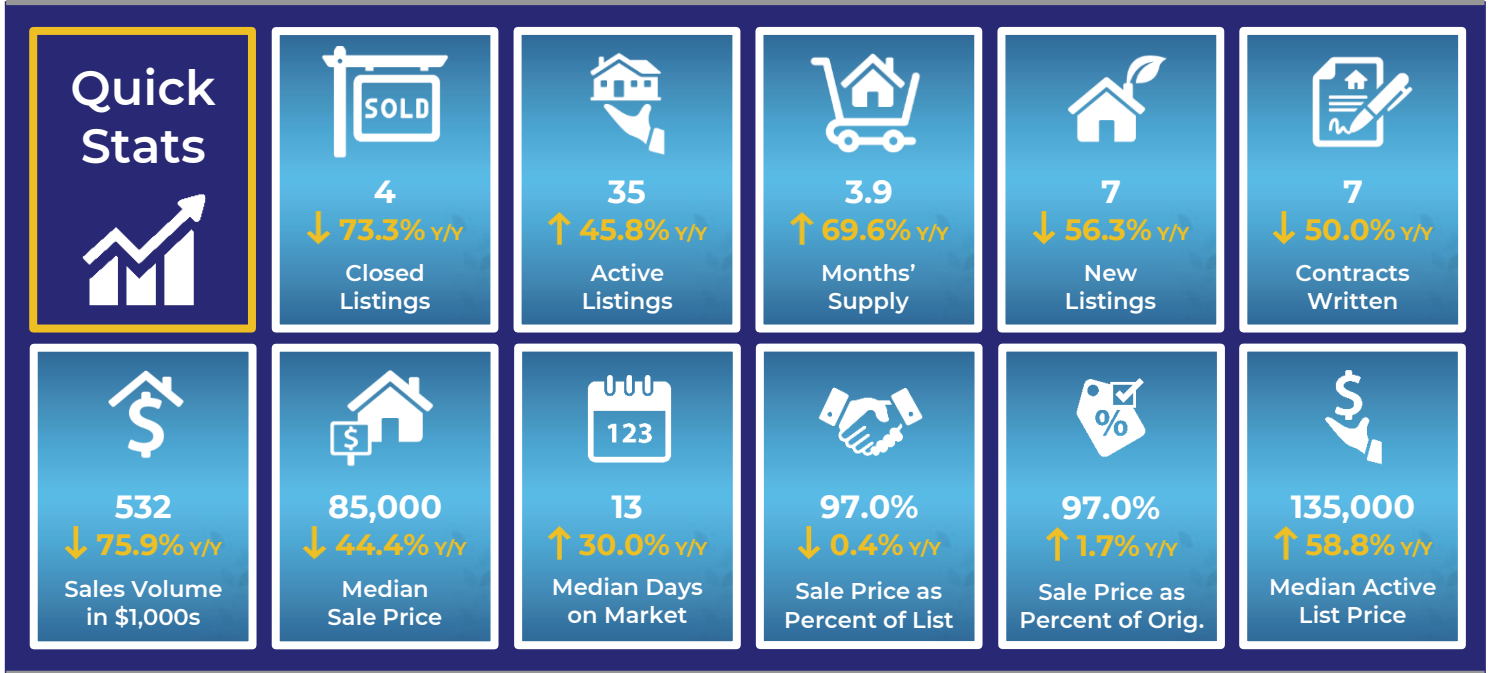 Quick
Stats
SOLD
4
↓ 73.3% Y/Y
Closed
Listings
35
↑ 45.8% Y/Y
Active
Listings
3.9
↑ 69.6% Y/Y
Months’
Supply
7
↓ 56.3% Y/Y
New
Listings
7
↓ 50.0% Y/Y
Contracts
Written
$
532
↓ 75.9% Y/Y
Sales Volume
in $1,000s
$
85,000
↓ 44.4% Y/Y
Median
Sale Price
123
13
↑ 30.0% Y/Y
Median Days
on Market
97.0%
↓ 0.4% Y/Y
Sale Price as
Percent of List
%
97.0%
↑ 1.7% Y/Y
Sale Price as
Percent of Orig.
$
135,000
↑ 58.8% Y/Y
Median Active
List Price